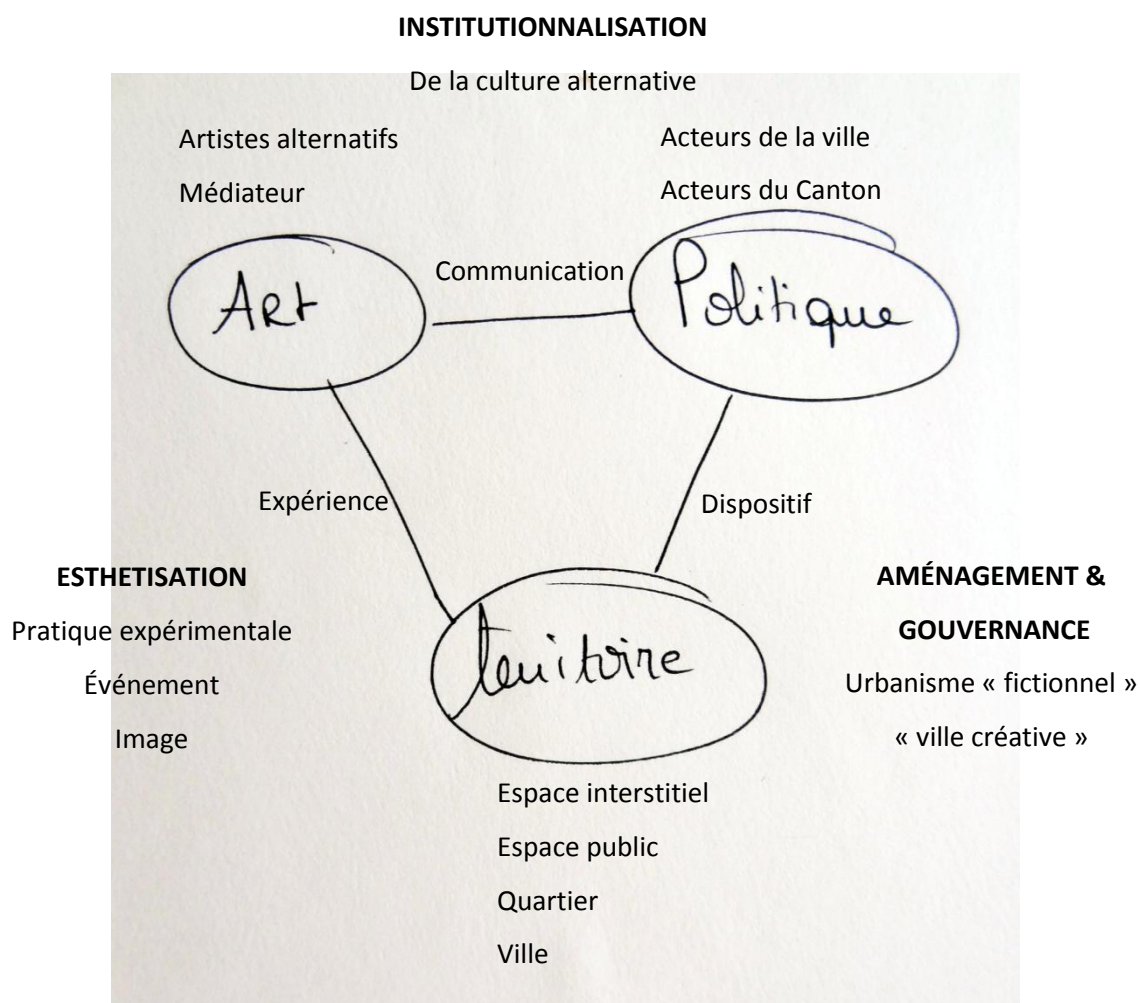 INSTITUTIONNALISATION
De la culture alternative
Artistes alternatifs
Médiateur
Acteurs de la ville
Acteurs du Canton
Art
Communication
Politique
Expérience
Dispositif
ESTHETISATION
Pratique expérimentale
Événement
Image
AMÉNAGEMENT &
GOUVERNANCE
Urbanisme « fictionnel »
« ville créative »
territoire
Espace interstitiel
Espace public
Quartier
Ville